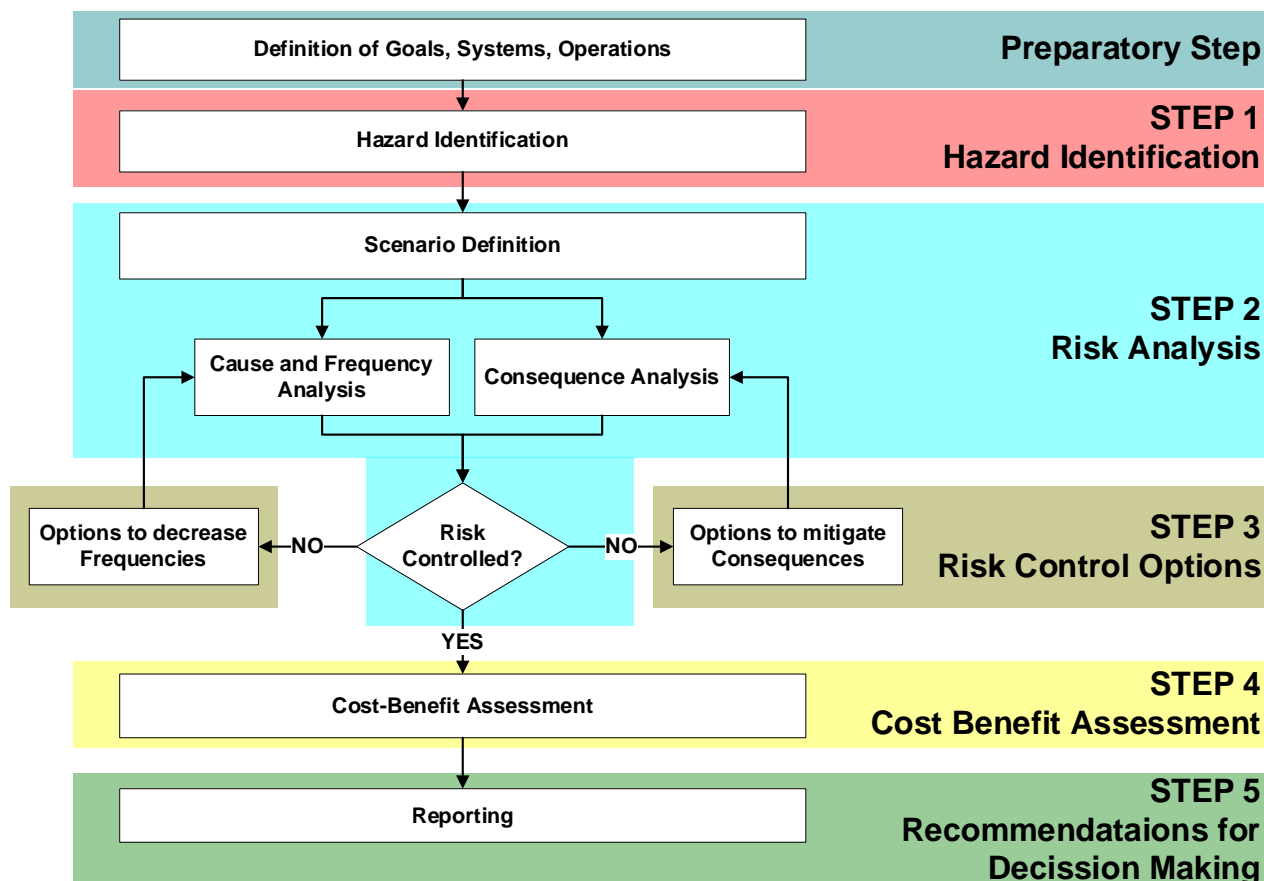 Definition of Goals, Systems, Operations
Preparatory Step
Hazard Identification
STEP 1
Hazard Identification
Scenario Definition
STEP 2
Risk Analysis
Cause and Frequency
Analysis
Consequence Analysis
Options to decrease
Frequencies
NO
Risk
Controlled?
NO
Options to mitigate
Consequences
STEP 3
Risk Control Options
YES
Cost-Benefit Assessment
STEP 4
Cost Benefit Assessment
Reporting
STEP 5
Recommendataions for
Decission Making